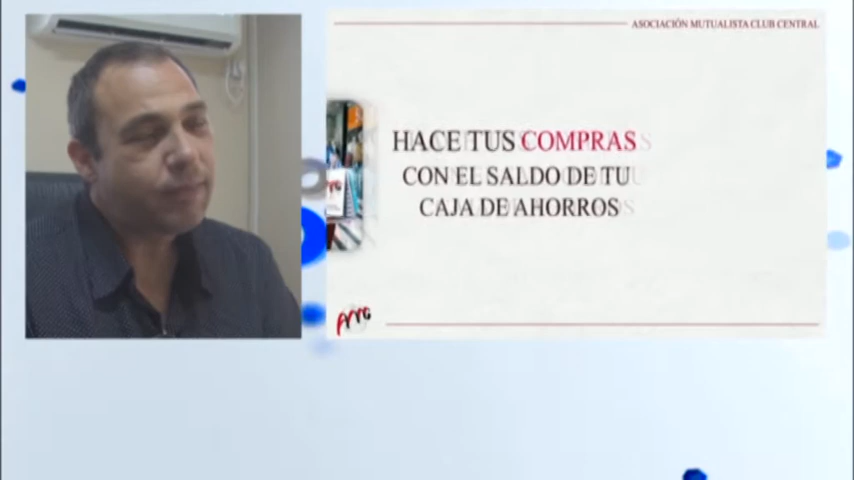 ASOCIACIÓN MUTUALISTA CLUB CENTRAL
HACE TUS COMPRAS
CON EL SALDO DE TU
CAJA DE AHORROS